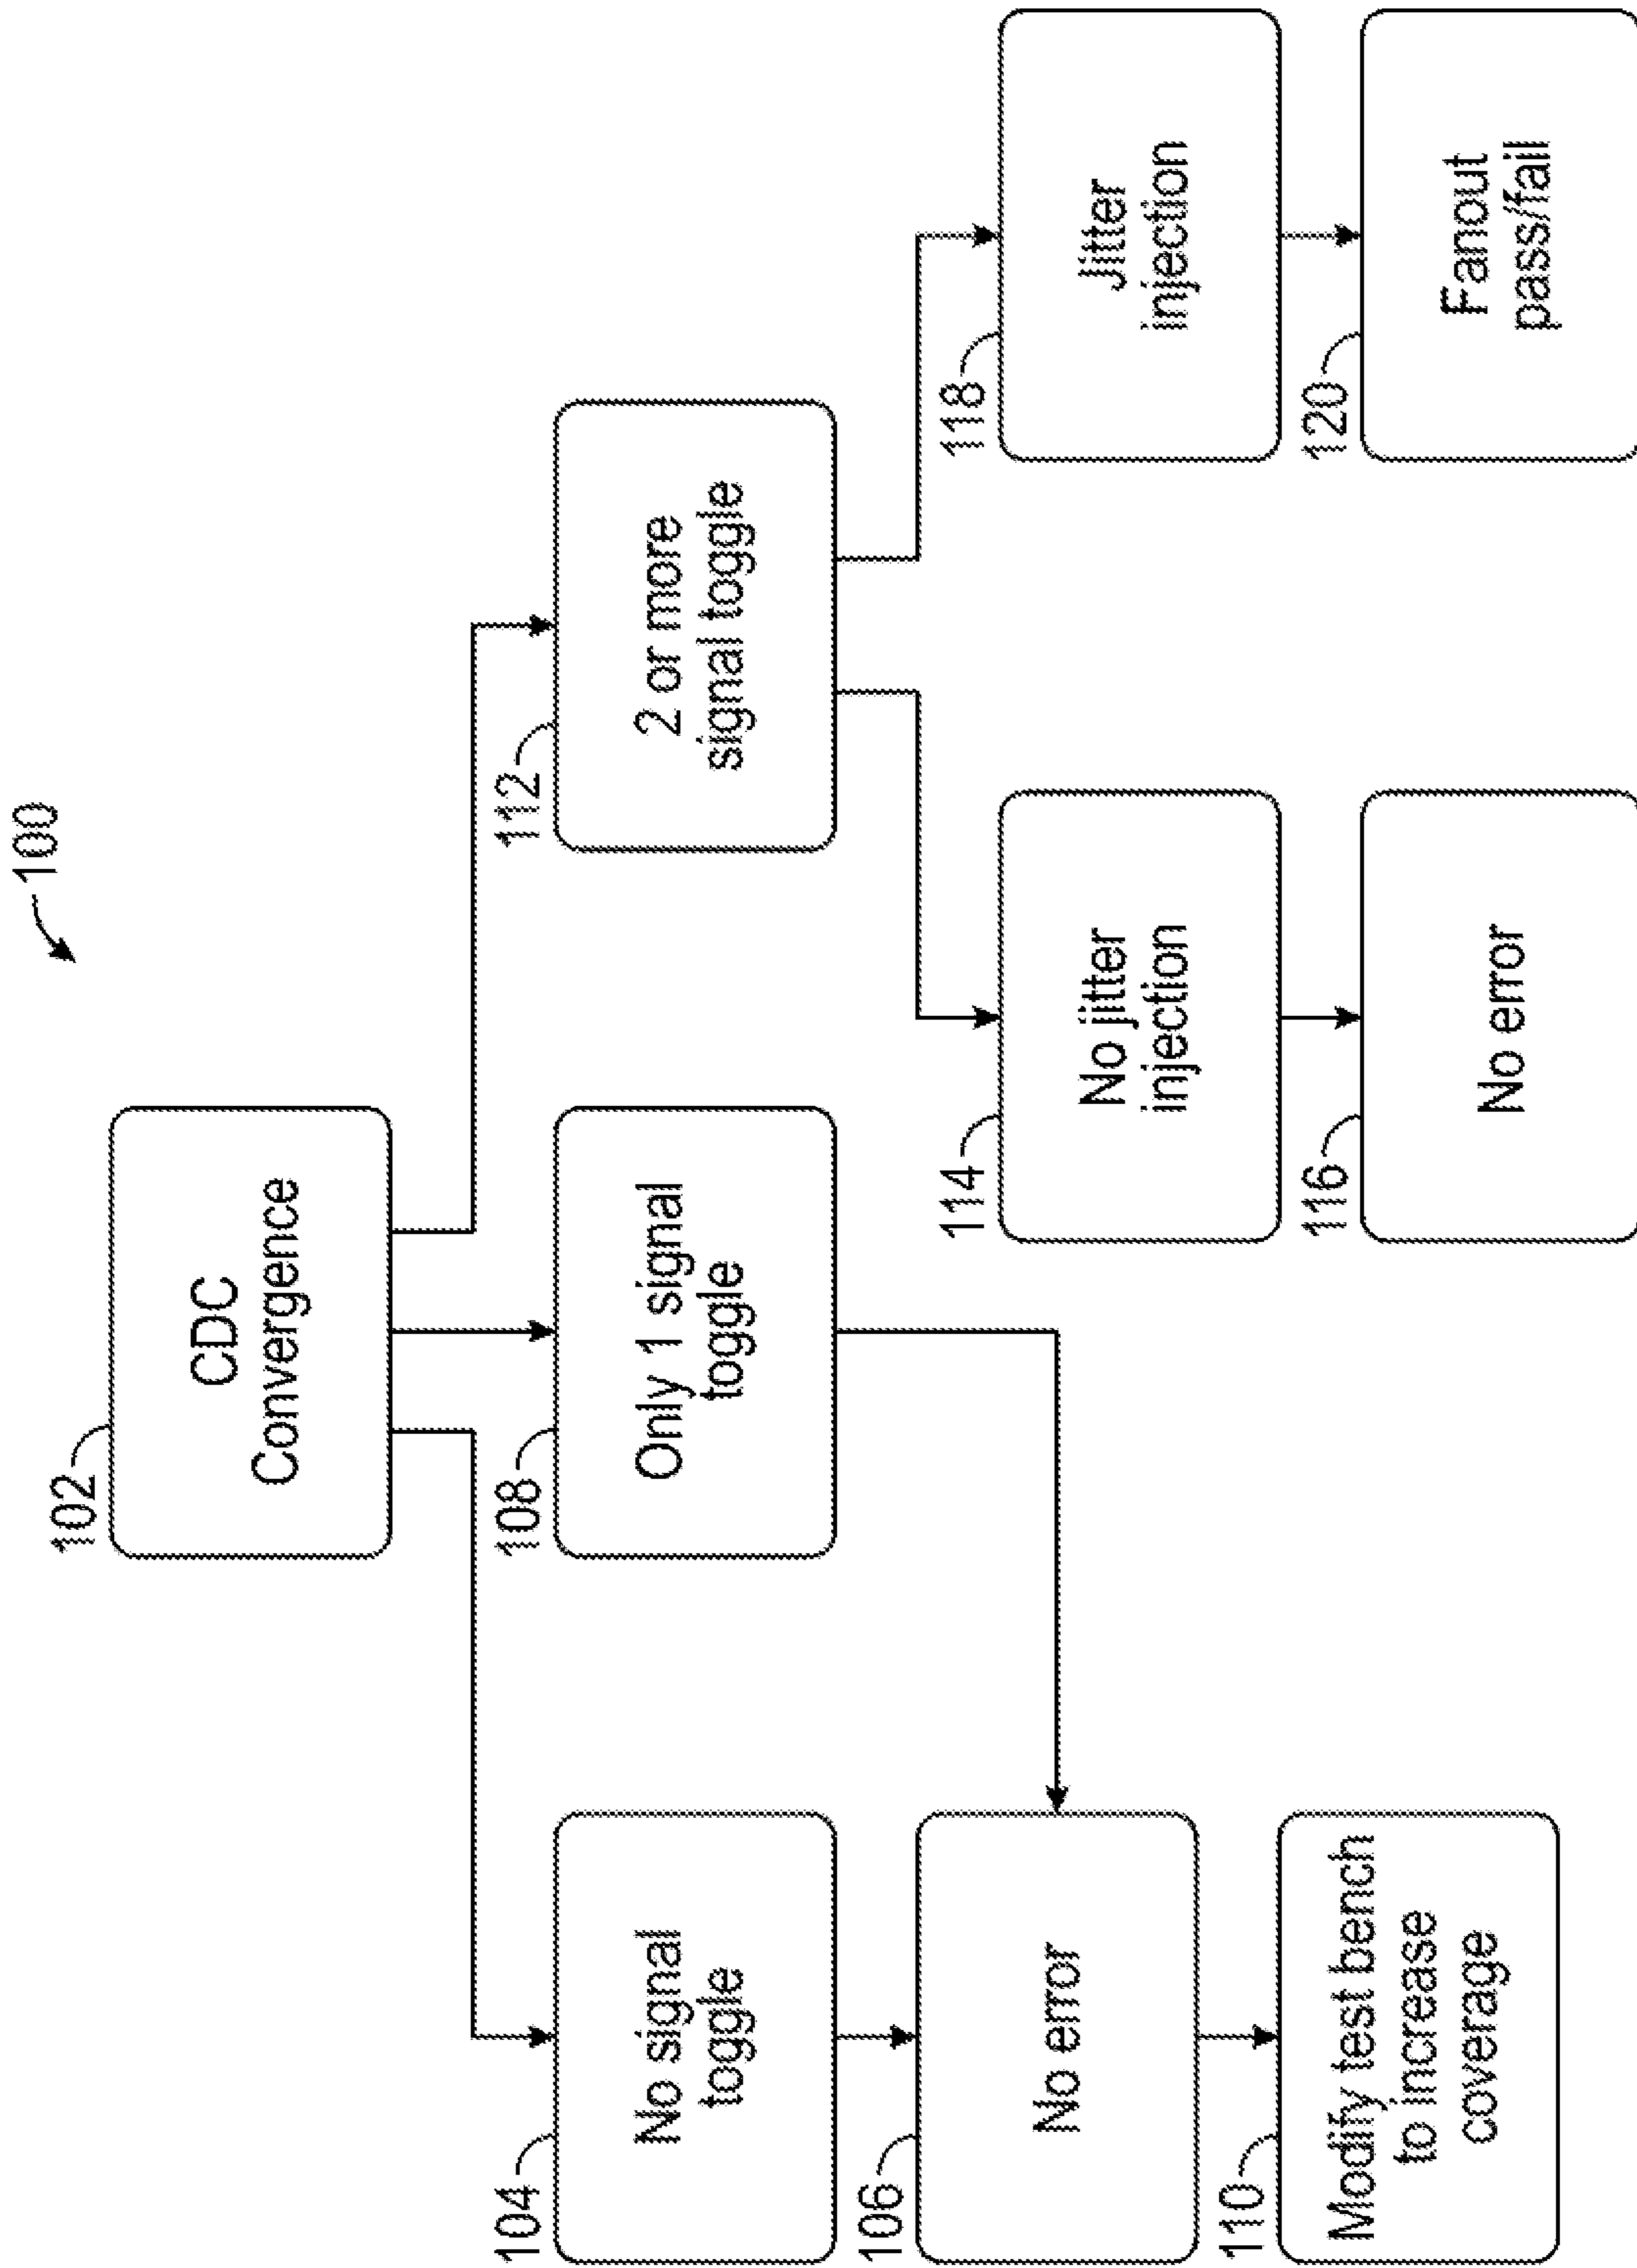 100
102
CDC
Convergence
104
No signal
toggle
108
Only 1 signal
toggle
112
2 or more
signal toggle
106
No error
114
No jitter
injection
118
Jitter
injection
110
Modify test bench
to increase
coverage
116
No error
120
Fanout
pass/fail